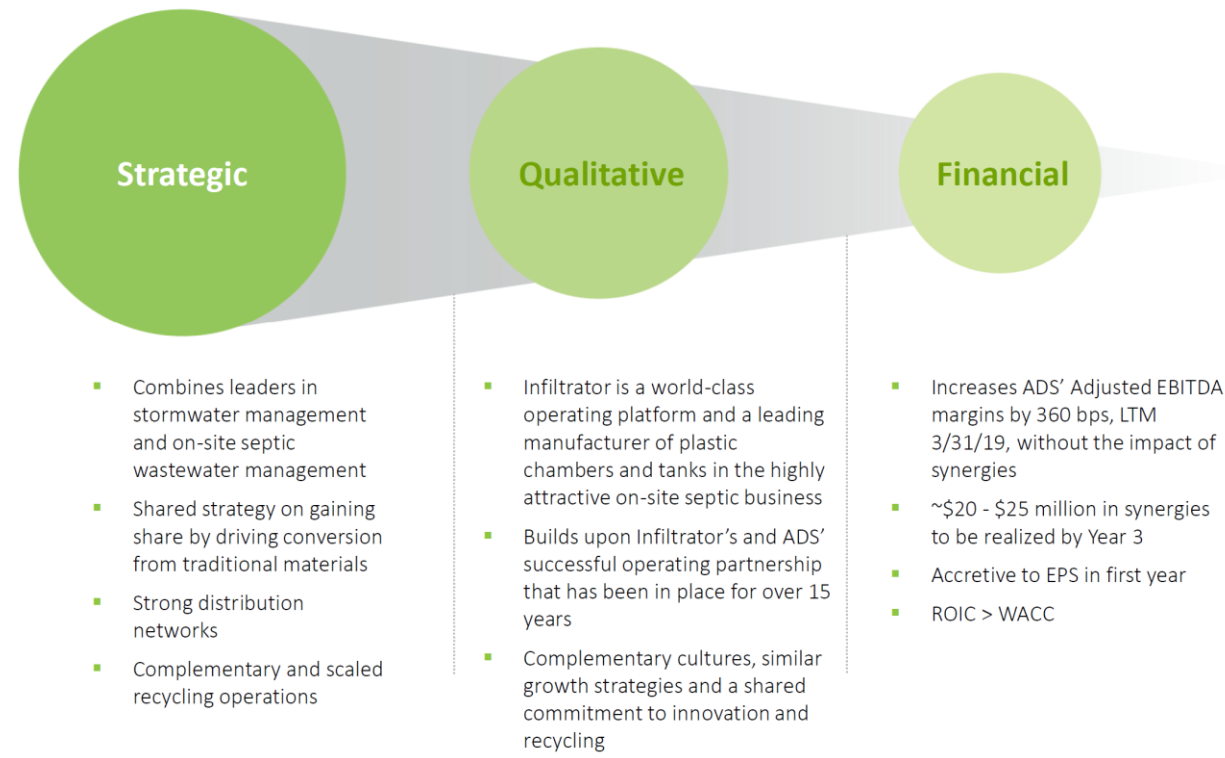 Strategic
Qualitative
Financial
▪ Combines leaders in
stormwater management
and on-site septic
wastewater management
▪ Shared strategy on gaining
share by driving conversion
from traditional materials
▪ Strong distribution
networks
▪ Complementary and scaled
recycling operations
▪ Infiltrator is a world-class
operating platform and a leading
manufacturer of plastic
chambers and tanks in the highly
attractive on-site septic business
▪ Builds upon Infiltrator’s and ADS’
successful operating partnership
that has been in place for over 15
years
▪ Complementary cultures, similar
growth strategies and a shared
commitment to innovation and
recycling
▪ Increases ADS’ Adjusted EBITDA
margins by 360 bps, LTM
3/31/19, without the impact of
synergies
▪ ~$20 - $25 million in synergies
to be realized by Year 3
▪ Accretive to EPS in first year
▪ ROIC > WACC